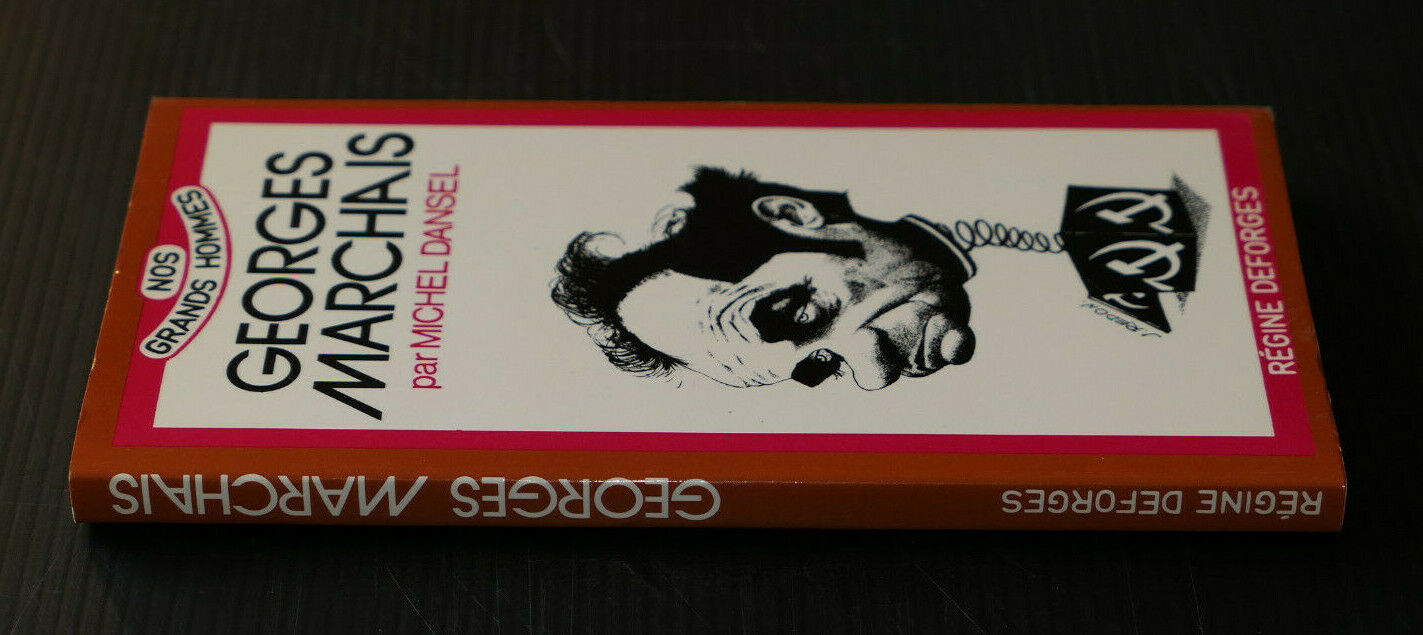 NOS
GRANDS HOMMES
GEORGES
MARCHAIS
par MICHEL DANSEL
RÉGINE DEFORGES
GEORGES MARCHAIS
RÉGINE DEFORGES